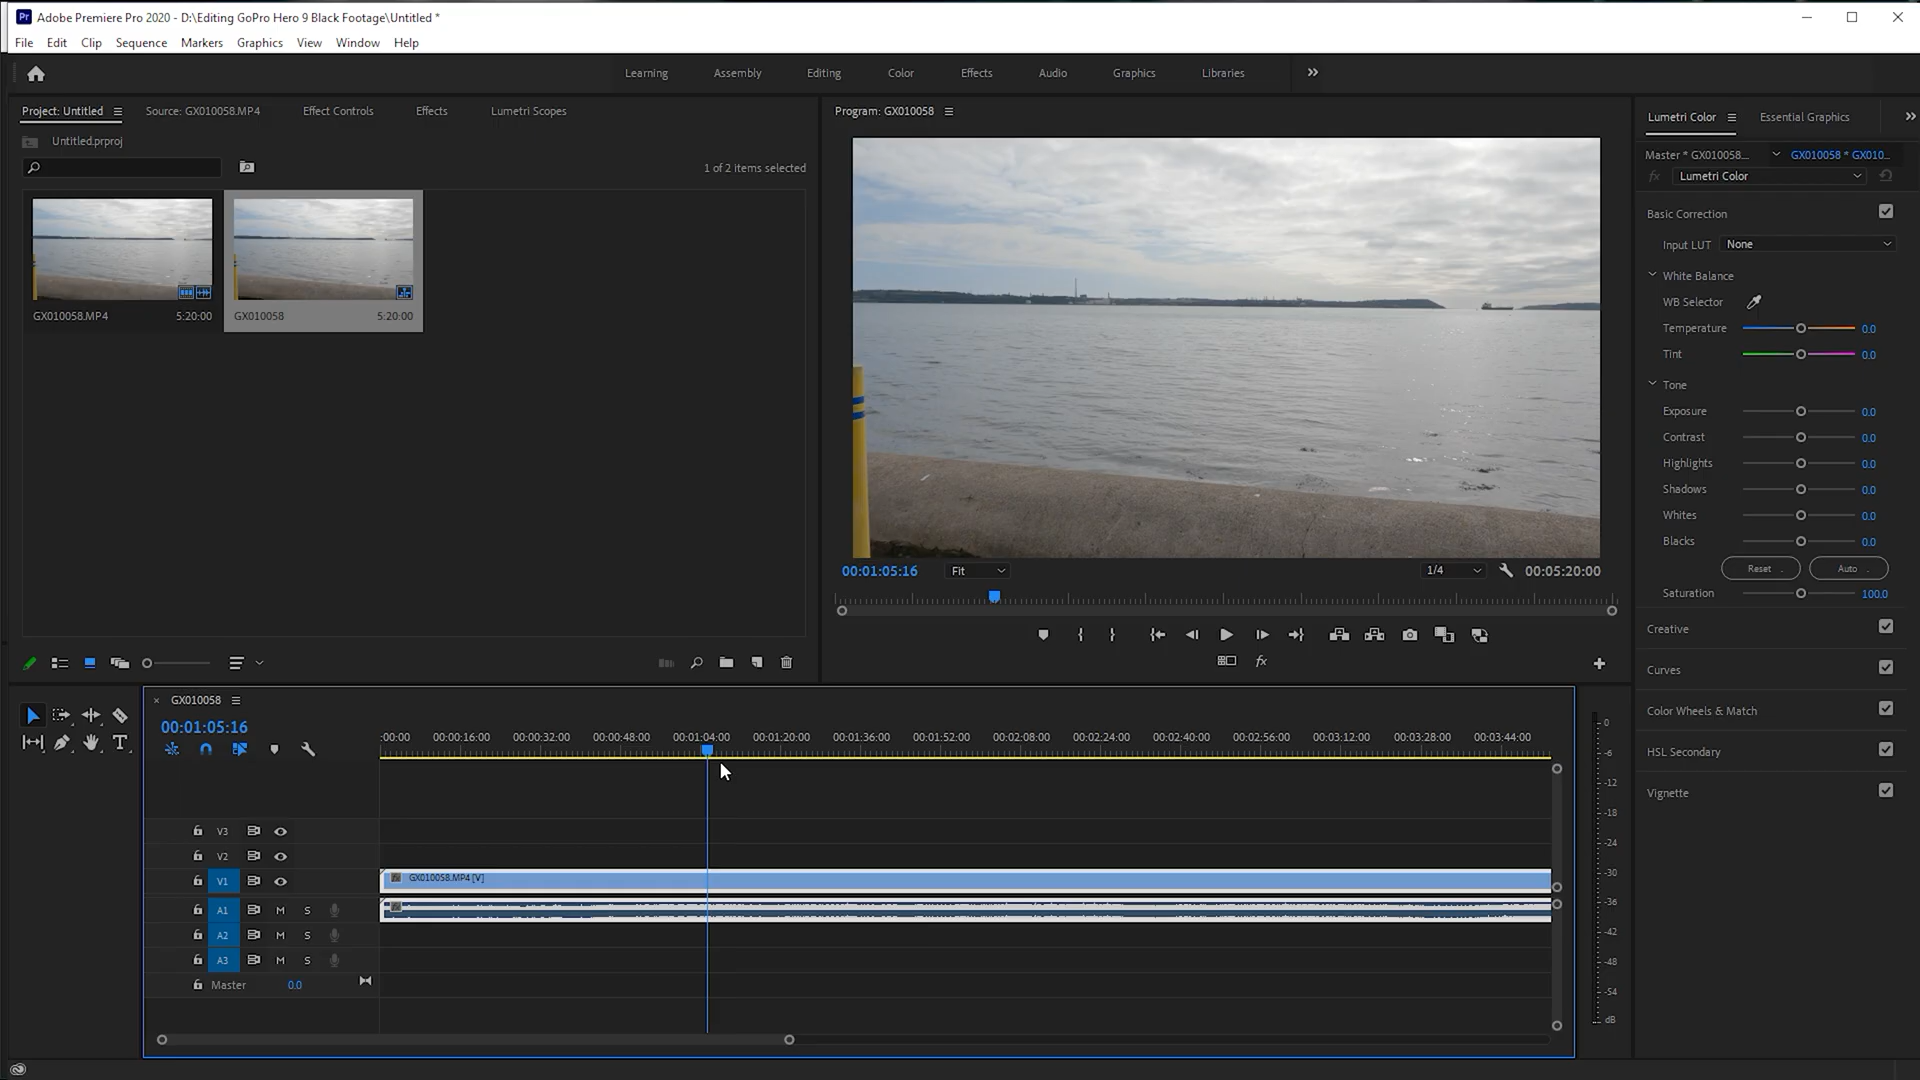 Pr Adobe Premiere Pro 2020 - D:\Editing GoPro Hero 9 Black Footage\Untitled *
File Edit Clip Sequence Markers Graphics View Window Help
Learning Assembly Editing Color Effects Audio Graphics Libraries
Project: Untitled Source: GX010058.MP4 Effect Controls Effects Lumetri Scopes
Untitled.prproj
1 of 2 items selected
GX010058.MP4 5:20:00
GX010058 5:20:00
Program: GX010058
00:01:05:16 Fit 1/4 00:05:20:00
fx
Lumetri Color Essential Graphics
Master * GX010058... GX010058 * GX010...
fx Lumetri Color
Basic Correction
Input LUT None
White Balance
WB Selector
Temperature 0.0
Tint 0.0
Tone
Exposure 0.0
Contrast 0.0
Highlights 0.0
Shadows 0.0
Whites 0.0
Blacks 0.0
Reset Auto
Saturation 100.0
Creative
Curves
Color Wheels & Match
HSL Secondary
Vignette
T
GX010058
00:01:05:16
:00:00 00:00:16:00 00:00:32:00 00:00:48:00 00:01:04:00 00:01:20:00 00:01:36:00 00:01:52:00 00:02:08:00 00:02:24:00 00:02:40:00 00:02:56:00 00:03:12:00 00:03:28:00 00:03:44:00
V3
V2
V1 GX010058.MP4 [V]
A1 M S
A2 M S
A3 M S
Master 0.0
0
-6
-12
-18
-24
-30
-36
-42
-48
-54
dB